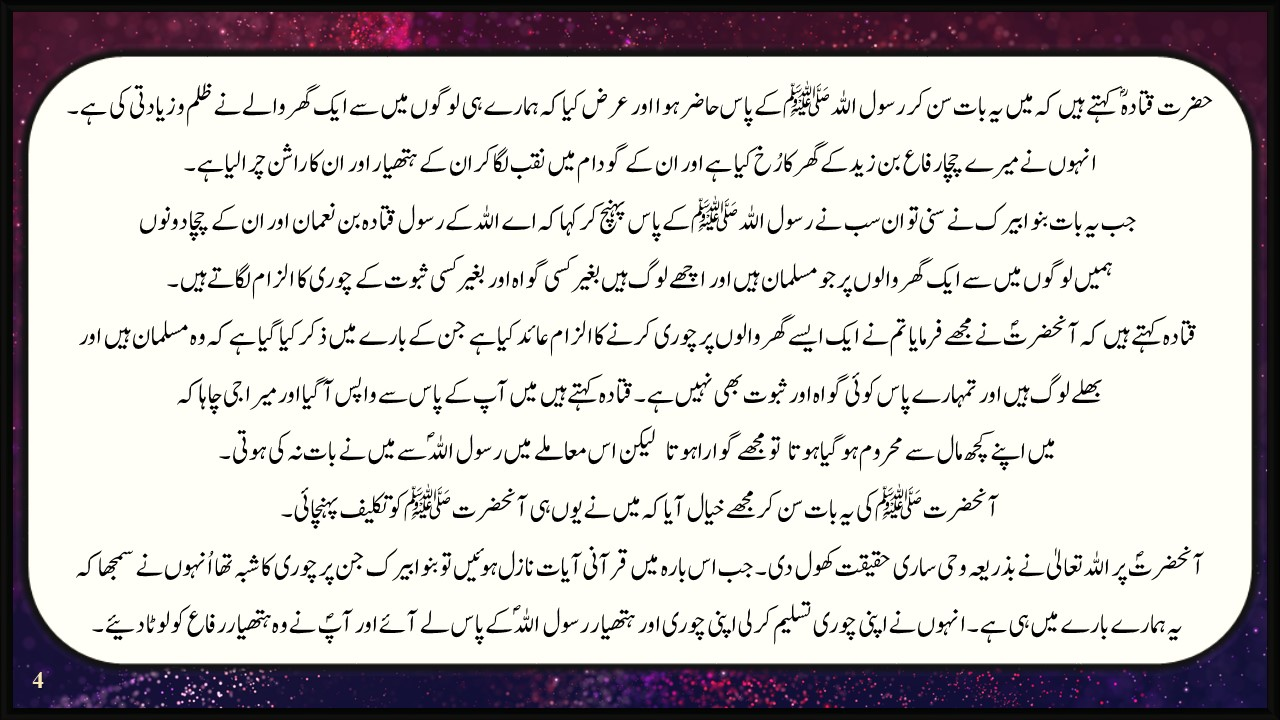 حضرت قتادہؓ کہتے ہیں کہ میں یہ بات سن کر رسول اللہ ﷺ کے پاس حاضر ہوا اور عرض کیا کہ ہمارے ہی لوگوں میں سے ایک گھر والے نے ظلم و زیادتی کی ہے۔
انہوں نے میرے چچا رفاع بن زید کے گھر کا رُخ کیا ہے اور ان کے گودام میں نقب لگا کر ان کے ہتھیار اور ان کا راشن چرا لیا ہے۔
جب یہ بات بنو ابیرک نے سنی تو ان سب نے رسول اللہ ﷺ کے پاس پہنچ کر کہا کہ اے اللہ کے رسول قتادہ بن نعمان اور ان کے چچا دونوں
ہمیں لوگوں میں سے ایک گھر والوں پر جو مسلمان ہیں اور اچھے لوگ ہیں بغیر کسی گواہ اور بغیر کسی ثبوت کے چوری کا الزام لگاتے ہیں۔
قتادہ کہتے ہیں کہ آنحضرتؐ نے مجھے فرمایا تم نے ایک ایسے گھر والوں پر چوری کرنے کا الزام عائد کیا ہے جن کے بارے میں ذکر کیا گیا ہے کہ وہ مسلمان ہیں اور
بھلے لوگ ہیں اور تمہارے پاس کوئی گواہ اور ثبوت بھی نہیں ہے۔ قتادہ کہتے ہیں میں آپ کے پاس سے واپس آ گیا اور میرا جی چاہا کہ
میں اپنے کچھ مال سے محروم ہو گیا ہوتا تو مجھے گوارا ہوتا لیکن اس معاملے میں رسول اللہؐ سے میں نے بات نہ کی ہوتی۔
آنحضرت ﷺ کی یہ بات سن کر مجھے خیال آیا کہ میں نے یوں ہی آنحضرت ﷺ کو تکلیف پہنچائی۔
آنحضرتؐ پر اللہ تعالیٰ نے بذریعہ وحی ساری حقیقت کھول دی۔ جب اس بارہ میں قرآنی آیات نازل ہوئیں تو بنو ابیرک جن پر چوری کا شبہ تھا اُنہوں نے سمجھا کہ
یہ ہمارے بارے میں ہی ہے۔ انہوں نے اپنی چوری تسلیم کر لی اپنی چوری اور ہتھیار رسول اللہؐ کے پاس لے آئے اور آپؐ نے وہ ہتھیار رفاع کو لوٹا دیئے۔
4